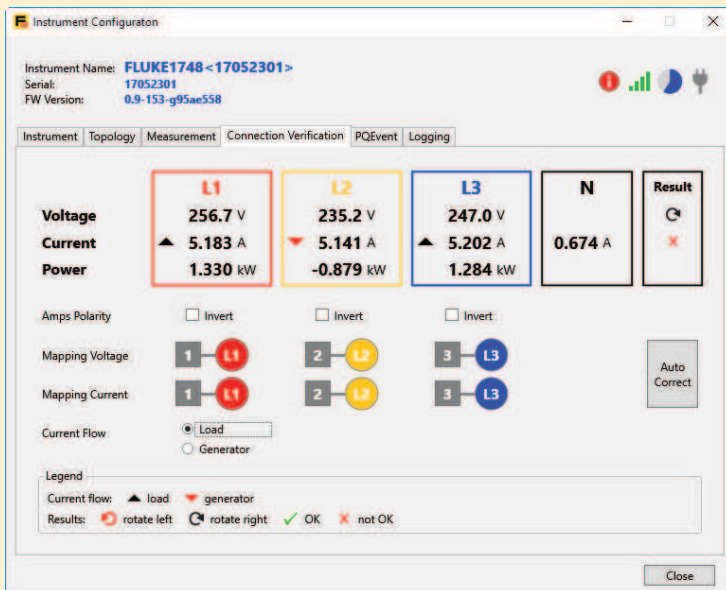 Instrument Configuraton
Instrument Name: FLUKE1748<17052301>
Serial: 17052301
FW Version: 0.9-153-g95ae558
Instrument Topology Measurement Connection Verification PQEvent Logging
L1 L2 L3 N Result
Voltage 256.7 V 235.2 V 247.0 V
Current 5.183 A 5.141 A 5.202 A 0.674 A
Power 1.330 kW -0.879 kW 1.284 kW
Amps Polarity Invert Invert Invert
Mapping Voltage 1 L1 2 L2 3 L3
Mapping Current 1 L1 2 L2 3 L3
Auto
Correct
Current Flow Load
Generator
Legend
Current flow: load generator
Results: rotate left rotate right OK not OK
Close